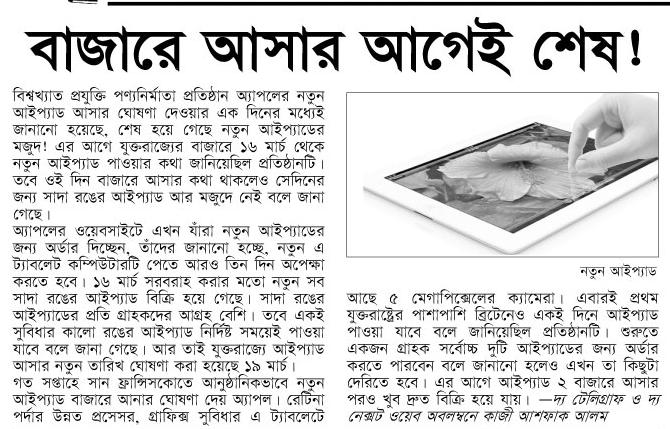 বাজারে আসার আগেই শেষ!
বিশ্বখ্যাত প্রযুক্তি পণ্যনির্মাতা প্রতিষ্ঠান অ্যাপলের নতুন
আইপ্যাড আসার ঘোষণা দেওয়ার এক দিনের মধ্যেই
জানানো হয়েছে, শেষ হয়ে গেছে নতুন আইপ্যাডের
মজুদ! এর আগে যুক্তরাজ্যের বাজারে ১৬ মার্চ থেকে
নতুন আইপ্যাড পাওয়ার কথা জানিয়েছিল প্রতিষ্ঠানটি।
তবে ওই দিন বাজারে আসার কথা থাকলেও সেদিনের
জন্য সাদা রঙের আইপ্যাড আর মজুদে নেই বলে জানা
গেছে।
অ্যাপলের ওয়েবসাইটে এখন যাঁরা নতুন আইপ্যাডের
জন্য অর্ডার দিচ্ছেন, তাঁদের জানানো হচ্ছে, নতুন এ
ট্যাবলেট কম্পিউটারটি পেতে আরও তিন দিন অপেক্ষা
করতে হবে। ১৬ মার্চ সরবরাহ করার মতো নতুন সব
সাদা রঙের আইপ্যাড বিক্রি হয়ে গেছে। সাদা রঙের
আইপ্যাডের প্রতি গ্রাহকদের আগ্রহ বেশি। তবে একই
সুবিধার কালো রঙের আইপ্যাড নির্দিষ্ট সময়েই পাওয়া
যাবে বলে জানা গেছে। আর তাই যুক্তরাজ্যে আইপ্যাড
আসার নতুন তারিখ ঘোষণা করা হয়েছে ১৯ মার্চ।
গত সপ্তাহে সান ফ্রান্সিসকোতে আনুষ্ঠানিকভাবে নতুন
আইপ্যাড বাজারে আনার ঘোষণা দেয় অ্যাপল। রেটিনা
পর্দার উন্নত প্রসেসর, গ্রাফিক্স সুবিধার এ ট্যাবলেটে
নতুন আইপ্যাড
আছে ৫ মেগাপিক্সেলের ক্যামেরা। এবারই প্রথম
যুক্তরাষ্ট্রের পাশাপাশি ব্রিটেনেও একই দিনে আইপ্যাড
পাওয়া যাবে বলে জানিয়েছিল প্রতিষ্ঠানটি। শুরুতে
একজন গ্রাহক সর্বোচ্চ দুটি আইপ্যাডের জন্য অর্ডার
করতে পারবেন বলে জানানো হলেও এখন তা কিছুটা
দেরিতে হবে। এর আগে আইপ্যাড ২ বাজারে আসার
পরও খুব দ্রুত বিক্রি হয়ে যায়। —দ্য টেলিগ্রাফ ও দ্য
নেক্সট ওয়েব অবলম্বনে কাজী আশফাক আলম